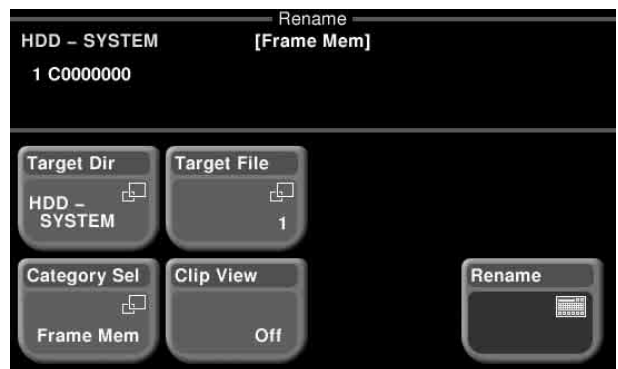 Rename
HDD – SYSTEM [Frame Mem]
1 C0000000
Target Dir
HDD –
SYSTEM
Target File
1
Category Sel
Frame Mem
Clip View
Off
Rename